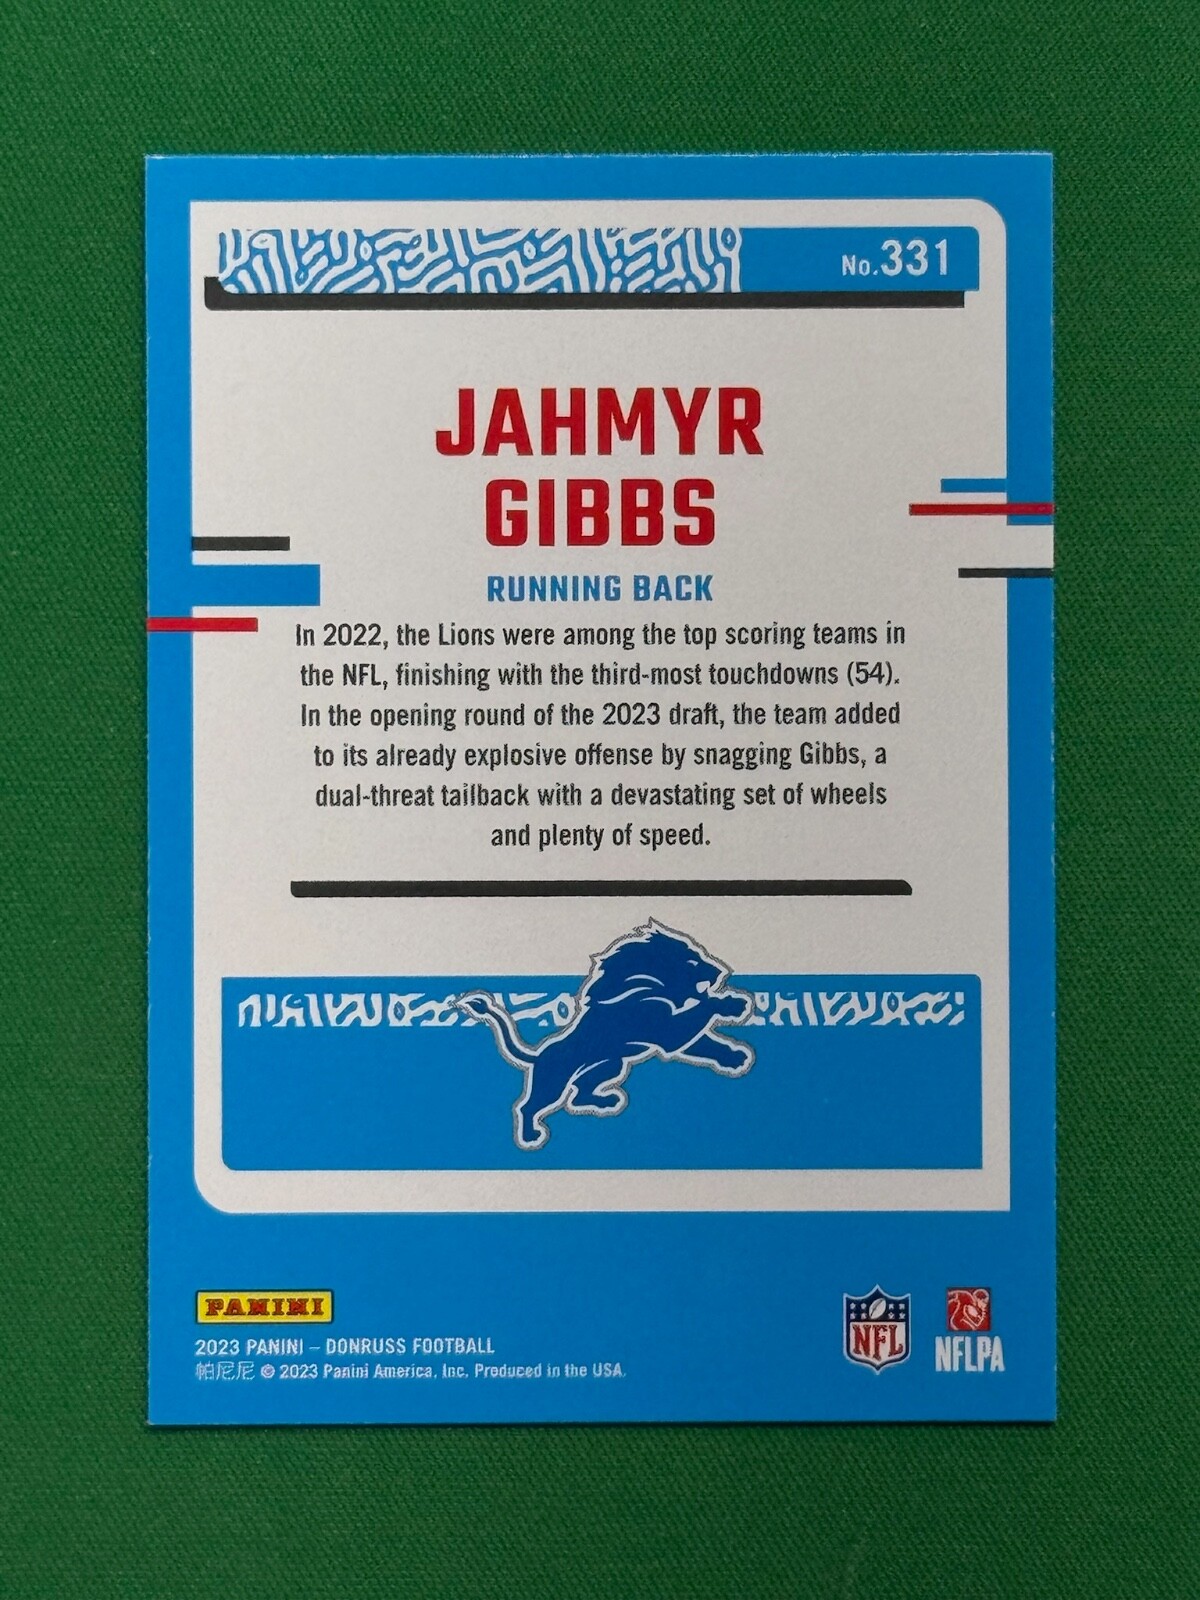 No.331
JAHMYR
GIBBS
RUNNING BACK
In 2022, the Lions were among the top scoring teams in
the NFL, finishing with the third-most touchdowns (54).
In the opening round of the 2023 draft, the team added
to its already explosive offense by snagging Gibbs, a
dual-threat tailback with a devastating set of wheels
and plenty of speed.
PANINI
2023 PANINI – DONRUSS FOOTBALL
帕尼尼 © 2023 Panini America, Inc. Produced in the USA.
NFL
NFLPA